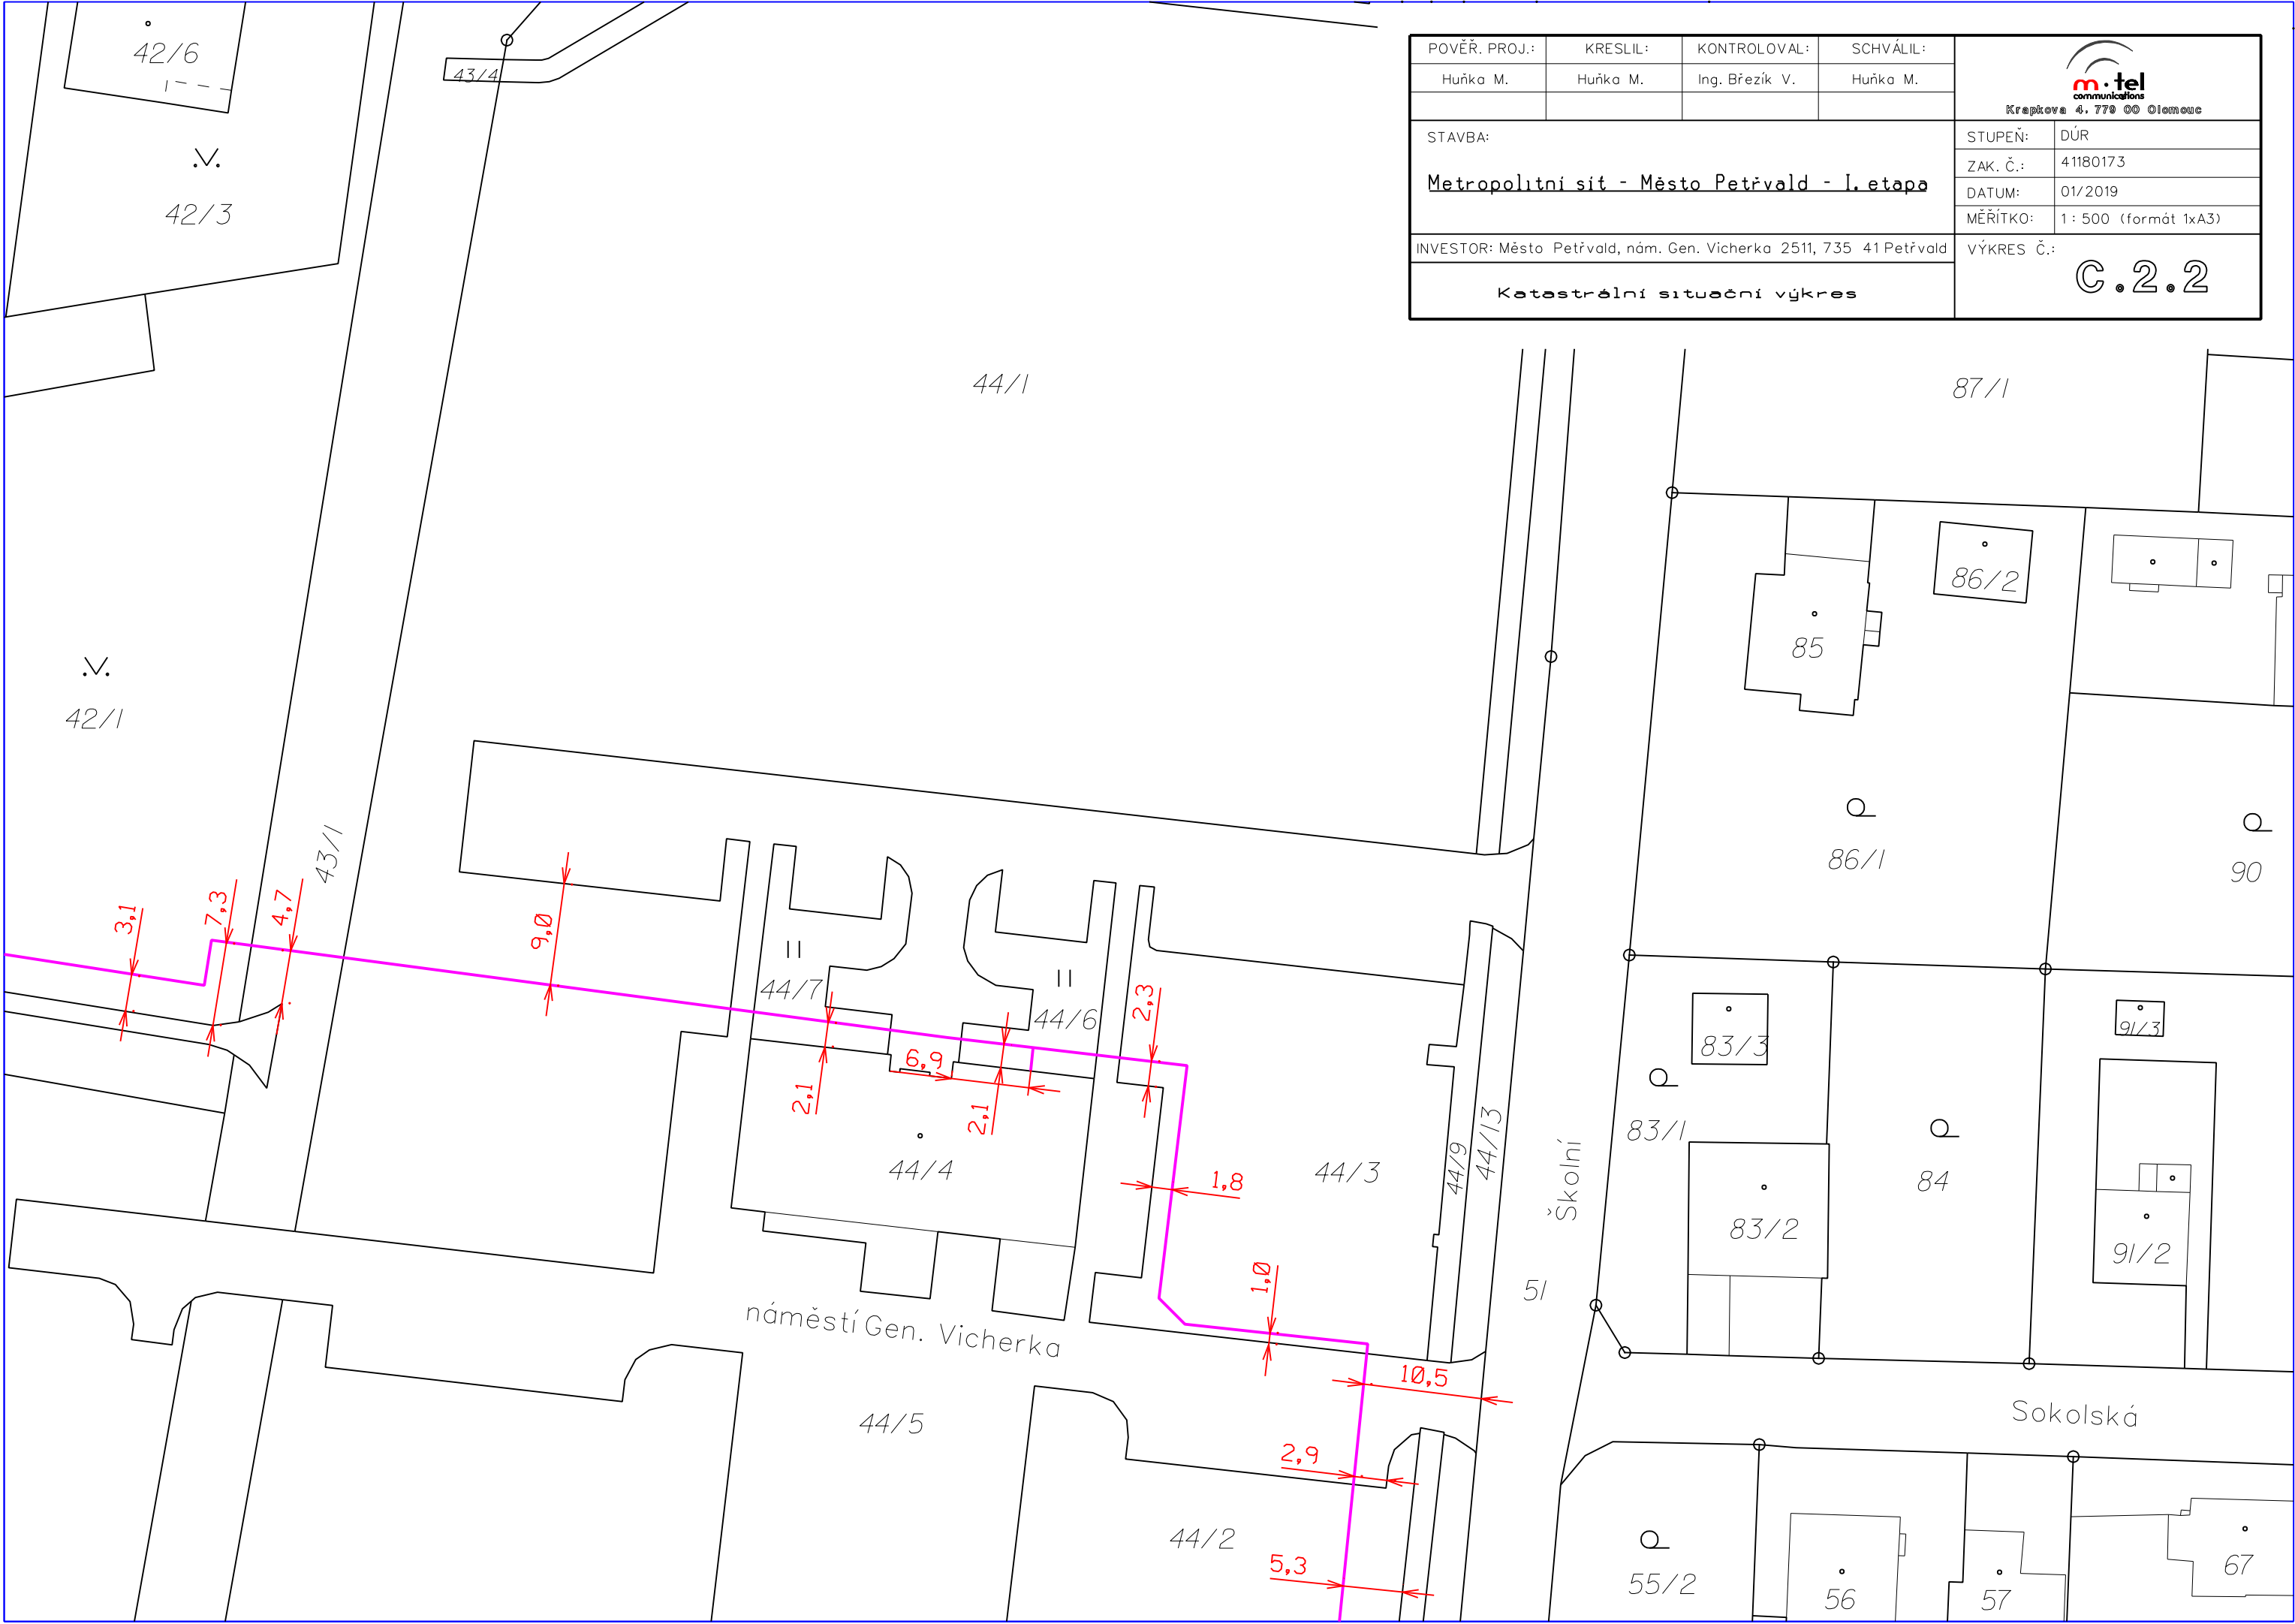 POVĚŘ. PROJ.: KRESLIL: KONTROLOVAL: SCHVÁLIL:
Huňka M. Huňka M. Ing. Březík V. Huňka M.
m·tel
communications
Krapkova 4, 779 00 Olomouc
STAVBA:
Metropolitní síť - Město Petřvald - I. etapa
STUPEŇ: DÚR
ZAK. Č.: 41180173
DATUM: 01/2019
MĚŘÍTKO: 1 : 500 (formát 1xA3)
INVESTOR: Město Petřvald, nám. Gen. Vicherka 2511, 735 41 Petřvald
VÝKRES Č.:
C.2.2
Katastrální situační výkres
42/6
43/4
42/3
44/1
87/1
86/2
85
42/1
43/1
86/1
90
3,1
7,3
4,7
9,0
44/7
44/6
2,3
6,9
2,1
2,1
83/3
91/3
83/1
44/4
44/3
44/9
44/13
1,8
Školní
84
83/2
91/2
1,0
51
náměstí Gen. Vicherka
10,5
Sokolská
44/5
2,9
44/2
5,3
55/2
56
57
67